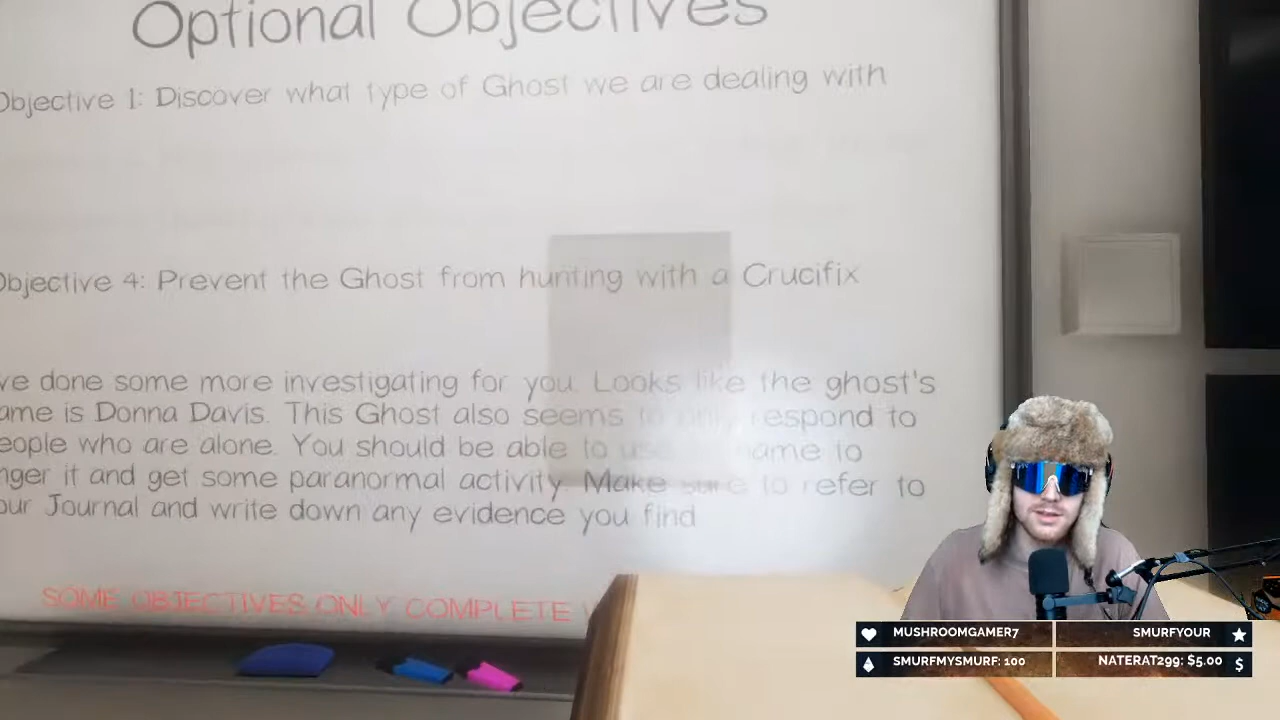 Optional Objectives
Objective 1: Discover what type of Ghost we are dealing with
Objective 4: Prevent the Ghost from hunting with a Crucifix
ve done some more investigating for you. Looks like the ghost's
ame is Donna Davis. This Ghost also seems to only respond to
eople who are alone. You should be able to use name to
nger it and get some paranormal activity. Make sure to refer to
our Journal and write down any evidence you find
SOME OBJECTIVES ONLY COMPLETE
MUSHROOMGAMER7
SMURFYOUR
SMURFMYSMURF: 100
NATERAT299: $5.00
$